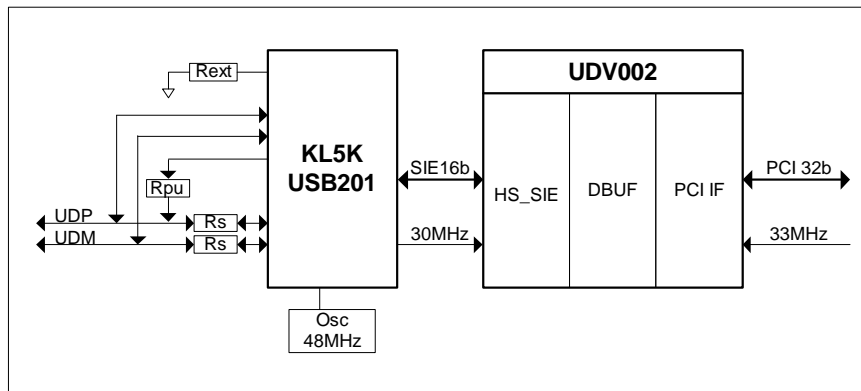 Rext
UDV002
KL5K
USB201
SIE16b
HS_SIE
DBUF
PCI IF
PCI 32b
Rpu
UDP
Rs
UDM
Rs
30MHz
33MHz
Osc
48MHz